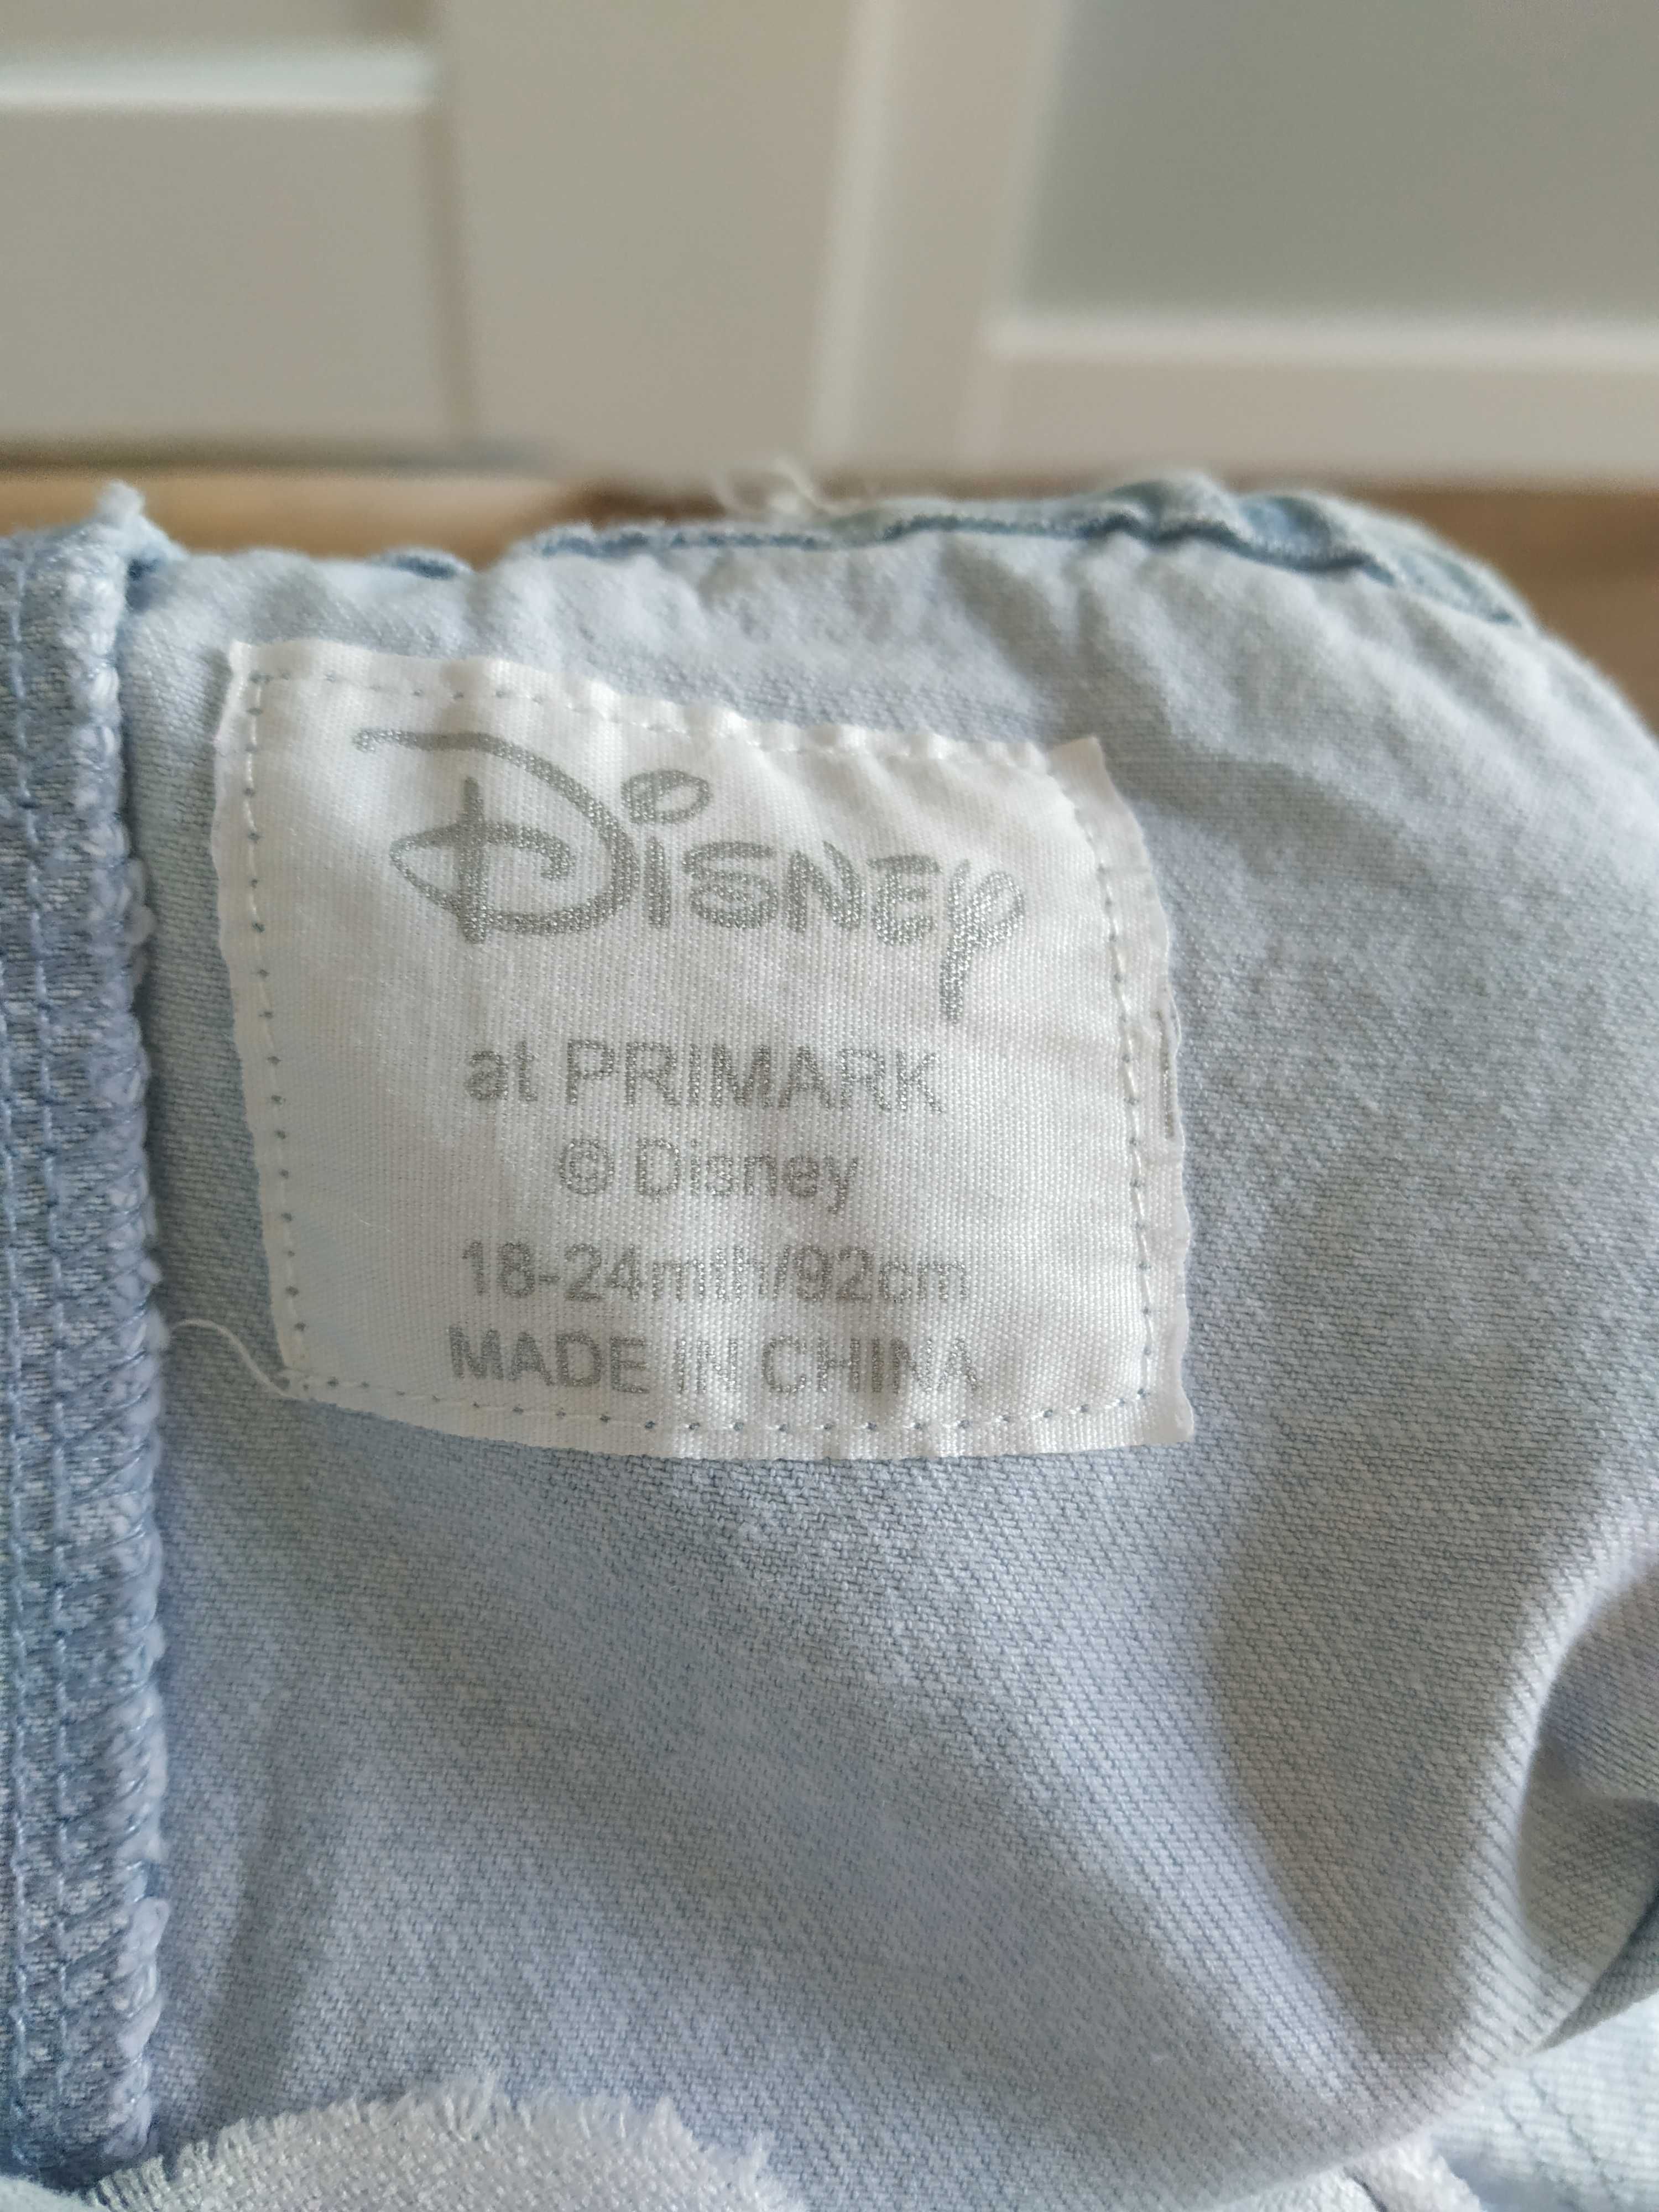 Disney
at PRIMARK
© Disney
18-24mth/92cm
MADE IN CHINA